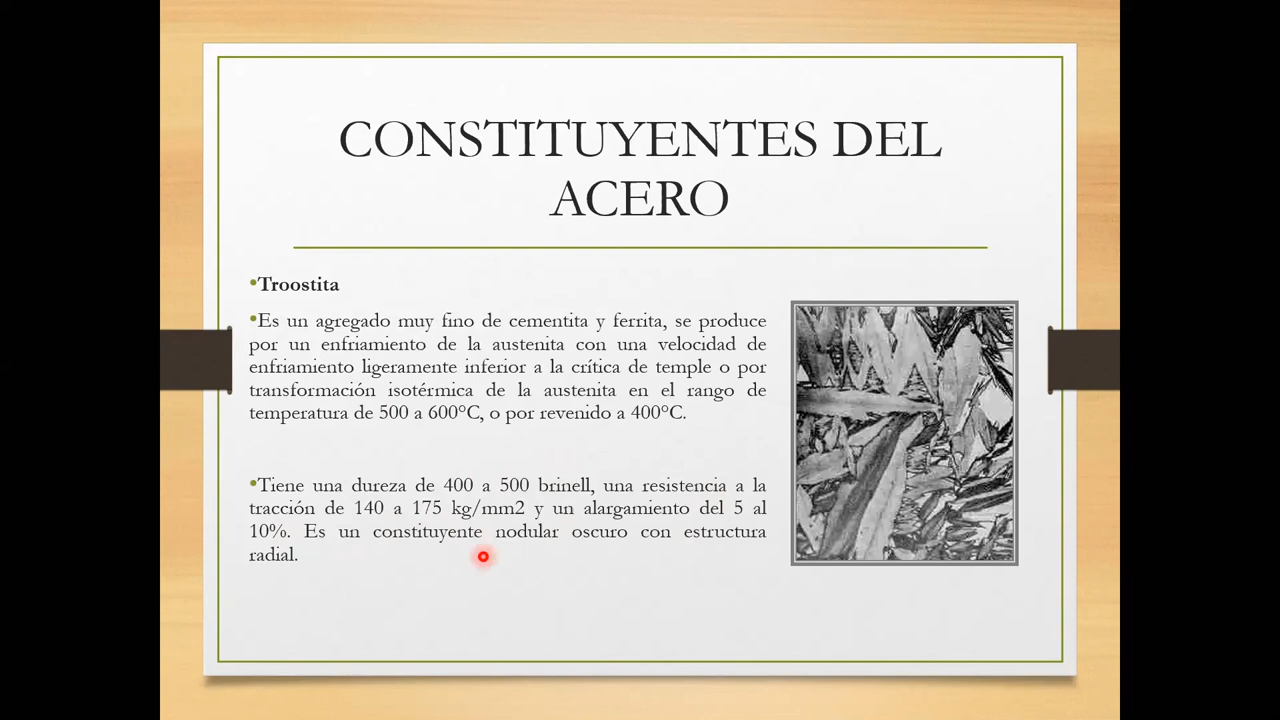 CONSTITUYENTES DEL
ACERO
•Troostita
•Es un agregado muy fino de cementita y ferrita, se produce
por un enfriamiento de la austenita con una velocidad de
enfriamiento ligeramente inferior a la crítica de temple o por
transformación isotérmica de la austenita en el rango de
temperatura de 500 a 600°C, o por revenido a 400°C.
•Tiene una dureza de 400 a 500 brinell, una resistencia a la
tracción de 140 a 175 kg/mm2 y un alargamiento del 5 al
10%. Es un constituyente nodular oscuro con estructura
radial.